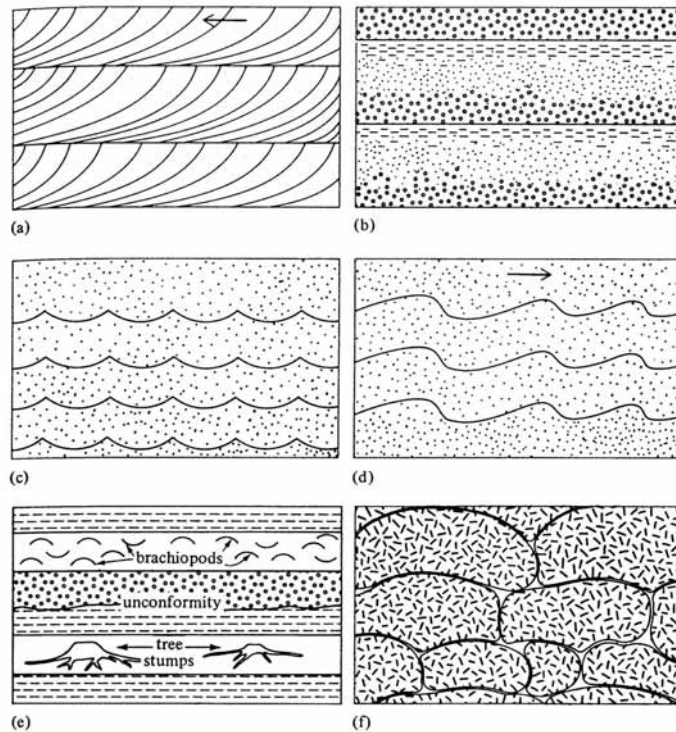 (a)
(b)
(c)
(d)
brachiopods
unconformity
tree
stumps
(e)
(f)